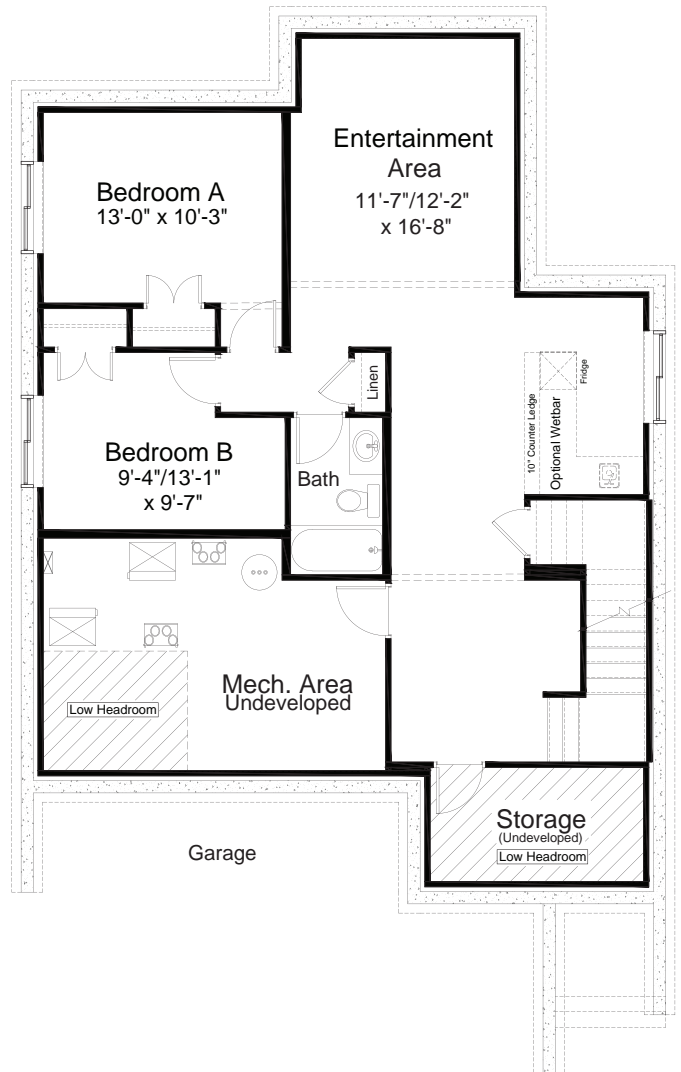 Entertainment
Area
11'-7"/12'-2"
x 16'-8"
Bedroom A
13'-0" x 10'-3"
Linen
Fridge
10" Counter Ledge
Optional Wetbar
Bedroom B
9'-4"/13'-1"
x 9'-7"
Bath
Mech. Area
Undeveloped
Low Headroom
Storage
(Undeveloped)
Low Headroom
Garage